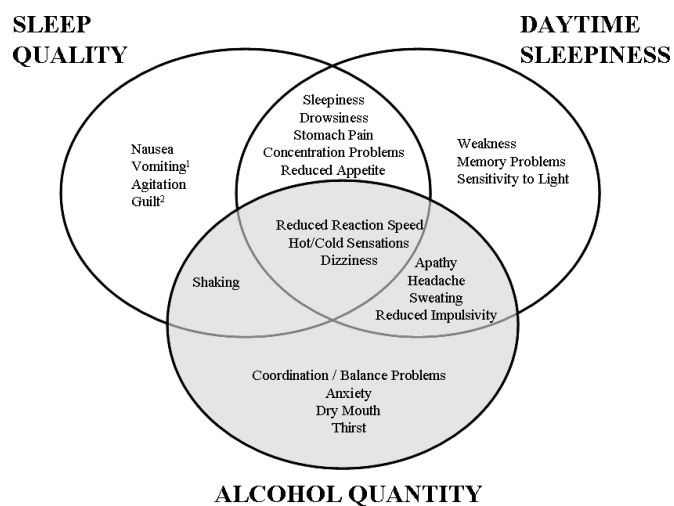 SLEEP
QUALITY
DAYTIME
SLEEPINESS
Sleepiness
Drowsiness
Stomach Pain
Concentration Problems
Reduced Appetite
Nausea
Vomiting¹
Agitation
Guilt²
Weakness
Memory Problems
Sensitivity to Light
Reduced Reaction Speed
Hot/Cold Sensations
Dizziness
Shaking
Apathy
Headache
Sweating
Reduced Impulsivity
Coordination / Balance Problems
Anxiety
Dry Mouth
Thirst
ALCOHOL QUANTITY